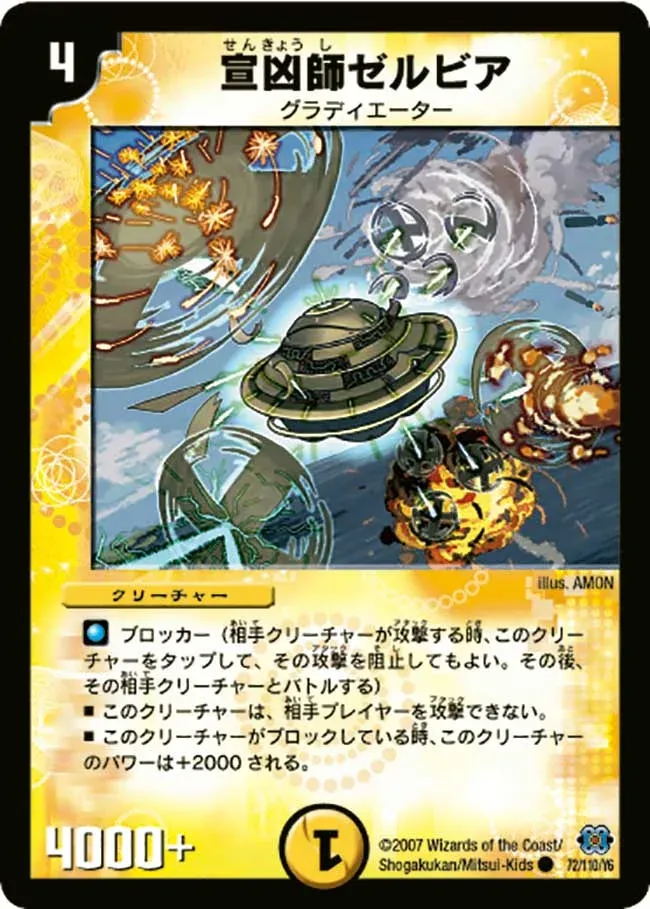 4
せんきょうし
宣凶師ゼルビア
グラディエーター
illus. AMON
クリーチャー
ブロッカー（相手クリーチャーが攻撃する時、このクリー
チャーをタップして、その攻撃を阻止してもよい。その後、
その相手クリーチャーとバトルする）
■ このクリーチャーは、相手プレイヤーを攻撃できない。
■ このクリーチャーがブロックしている時、このクリーチャー
のパワーは+2000 される。
4000+
1
©2007 Wizards of the Coast/
Shogakukan/Mitsui-Kids ● 72/110/Y6